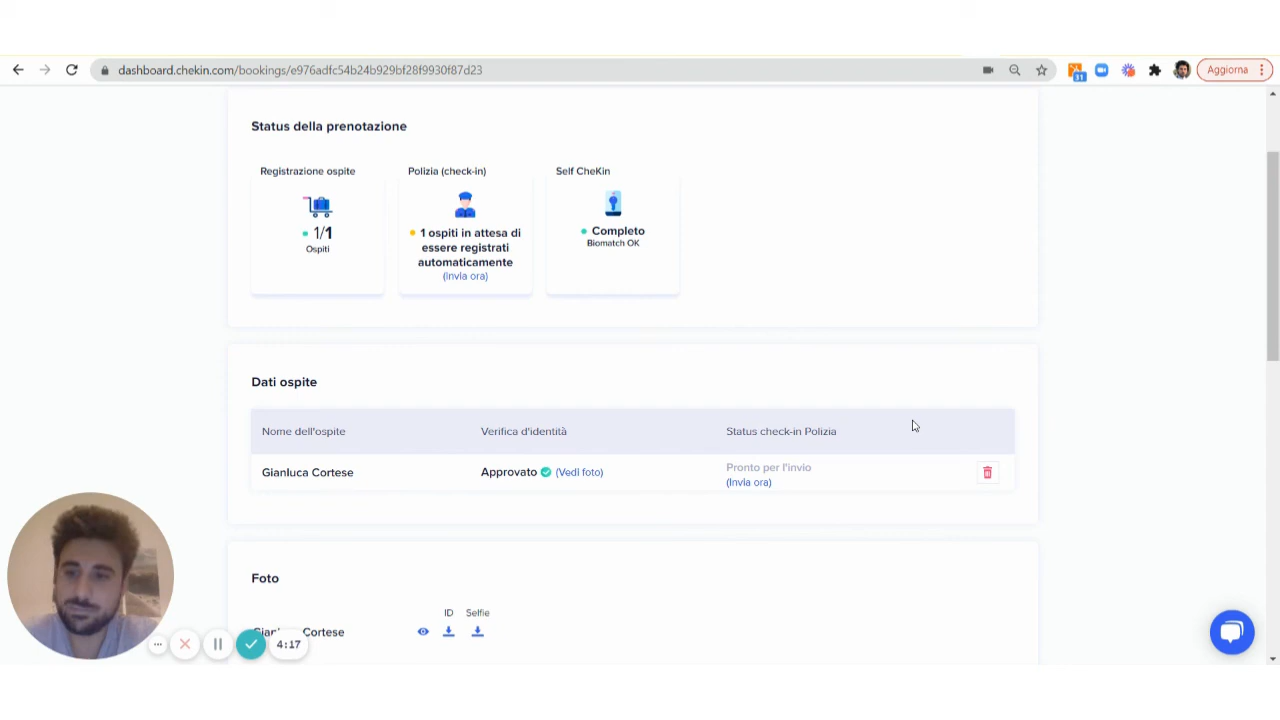 dashboard.chekin.com/bookings/e976adfc54b24b929bf28f9930f87d23
31
Aggiorna
Status della prenotazione
Registrazione ospite
1/1
Ospiti
Polizia (check-in)
1 ospiti in attesa di
essere registrati
automaticamente
(invia ora)
Self CheKin
Completo
Biomatch OK
Dati ospite
Nome dell'ospite
Verifica d'identità
Status check-in Polizia
Gianluca Cortese
Approvato (Vedi foto)
Pronto per l'invio
(Invia ora)
Foto
ID
Selfie
Cortese
4:17